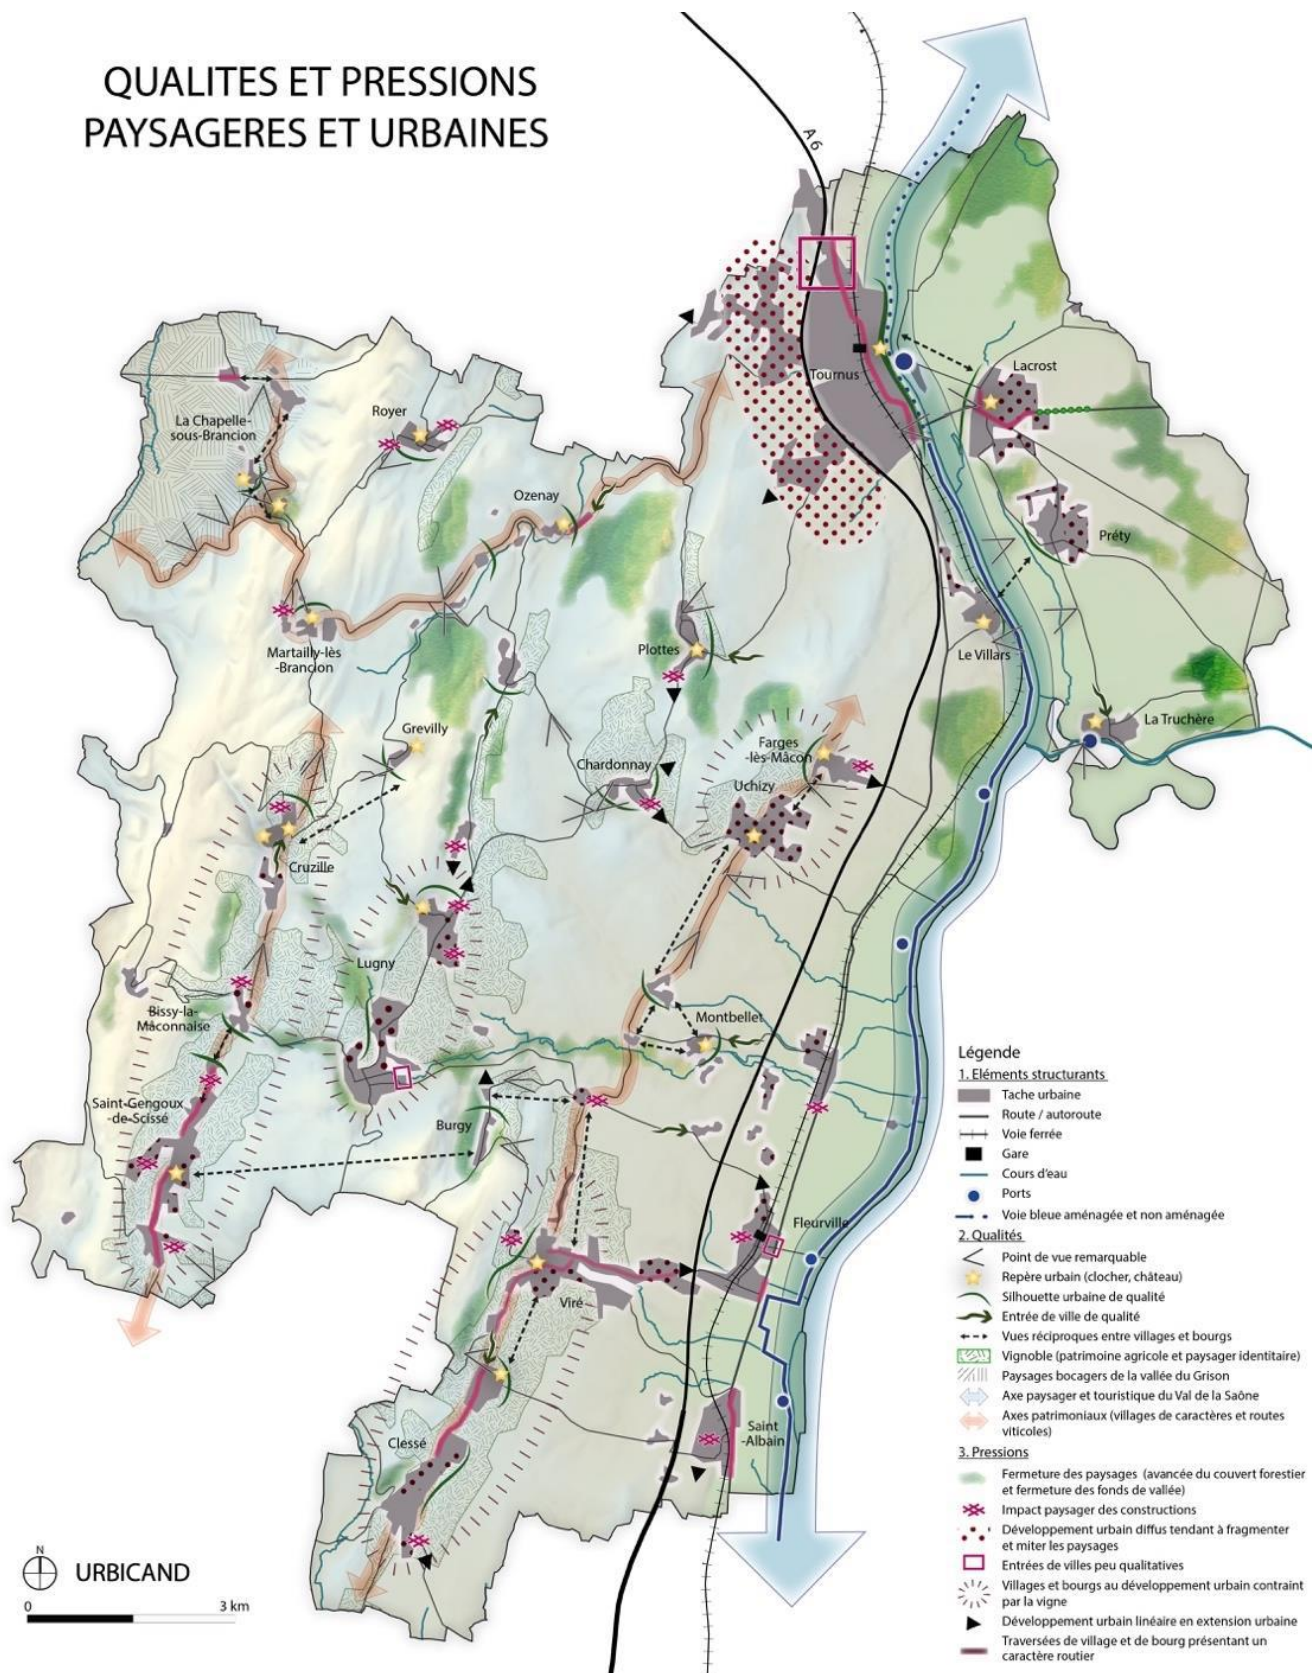 QUALITES ET PRESSIONS
PAYSAGERES ET URBAINES
A 6
Tournus
Lacrost
La Chapelle-
sous-Brancion
Royer
Ozenay
Préty
Martailly-lès
-Brancion
Plottes
Le Villars
La Truchère
Grevilly
Chardonnay
Farges
-lès-Mâcon
Uchizy
Cruzille
Lugny
Bissy-la-
Mâconnaise
Montbellet
Saint-Gengoux
-de-Scissé
Burgy
Fleurville
Viré
Clessé
Saint
-Albain
Légende
1. Eléments structurants
Tache urbaine
Route / autoroute
Voie ferrée
Gare
Cours d'eau
Ports
Voie bleue aménagée et non aménagée
2. Qualités
Point de vue remarquable
Repère urbain (clocher, château)
Silhouette urbaine de qualité
Entrée de ville de qualité
Vues réciproques entre villages et bourgs
Vignoble (patrimoine agricole et paysager identitaire)
Paysages bocagers de la vallée du Grison
Axe paysager et touristique du Val de la Saône
Axes patrimoniaux (villages de caractères et routes
viticoles)
3. Pressions
Fermeture des paysages (avancée du couvert forestier
et fermeture des fonds de vallée)
Impact paysager des constructions
Développement urbain diffus tendant à fragmenter
et miter les paysages
Entrées de villes peu qualitatives
Villages et bourgs au développement urbain contraint
par la vigne
Développement urbain linéaire en extension urbaine
Traversées de village et de bourg présentant un
caractère routier
N
URBICAND
0 3 km